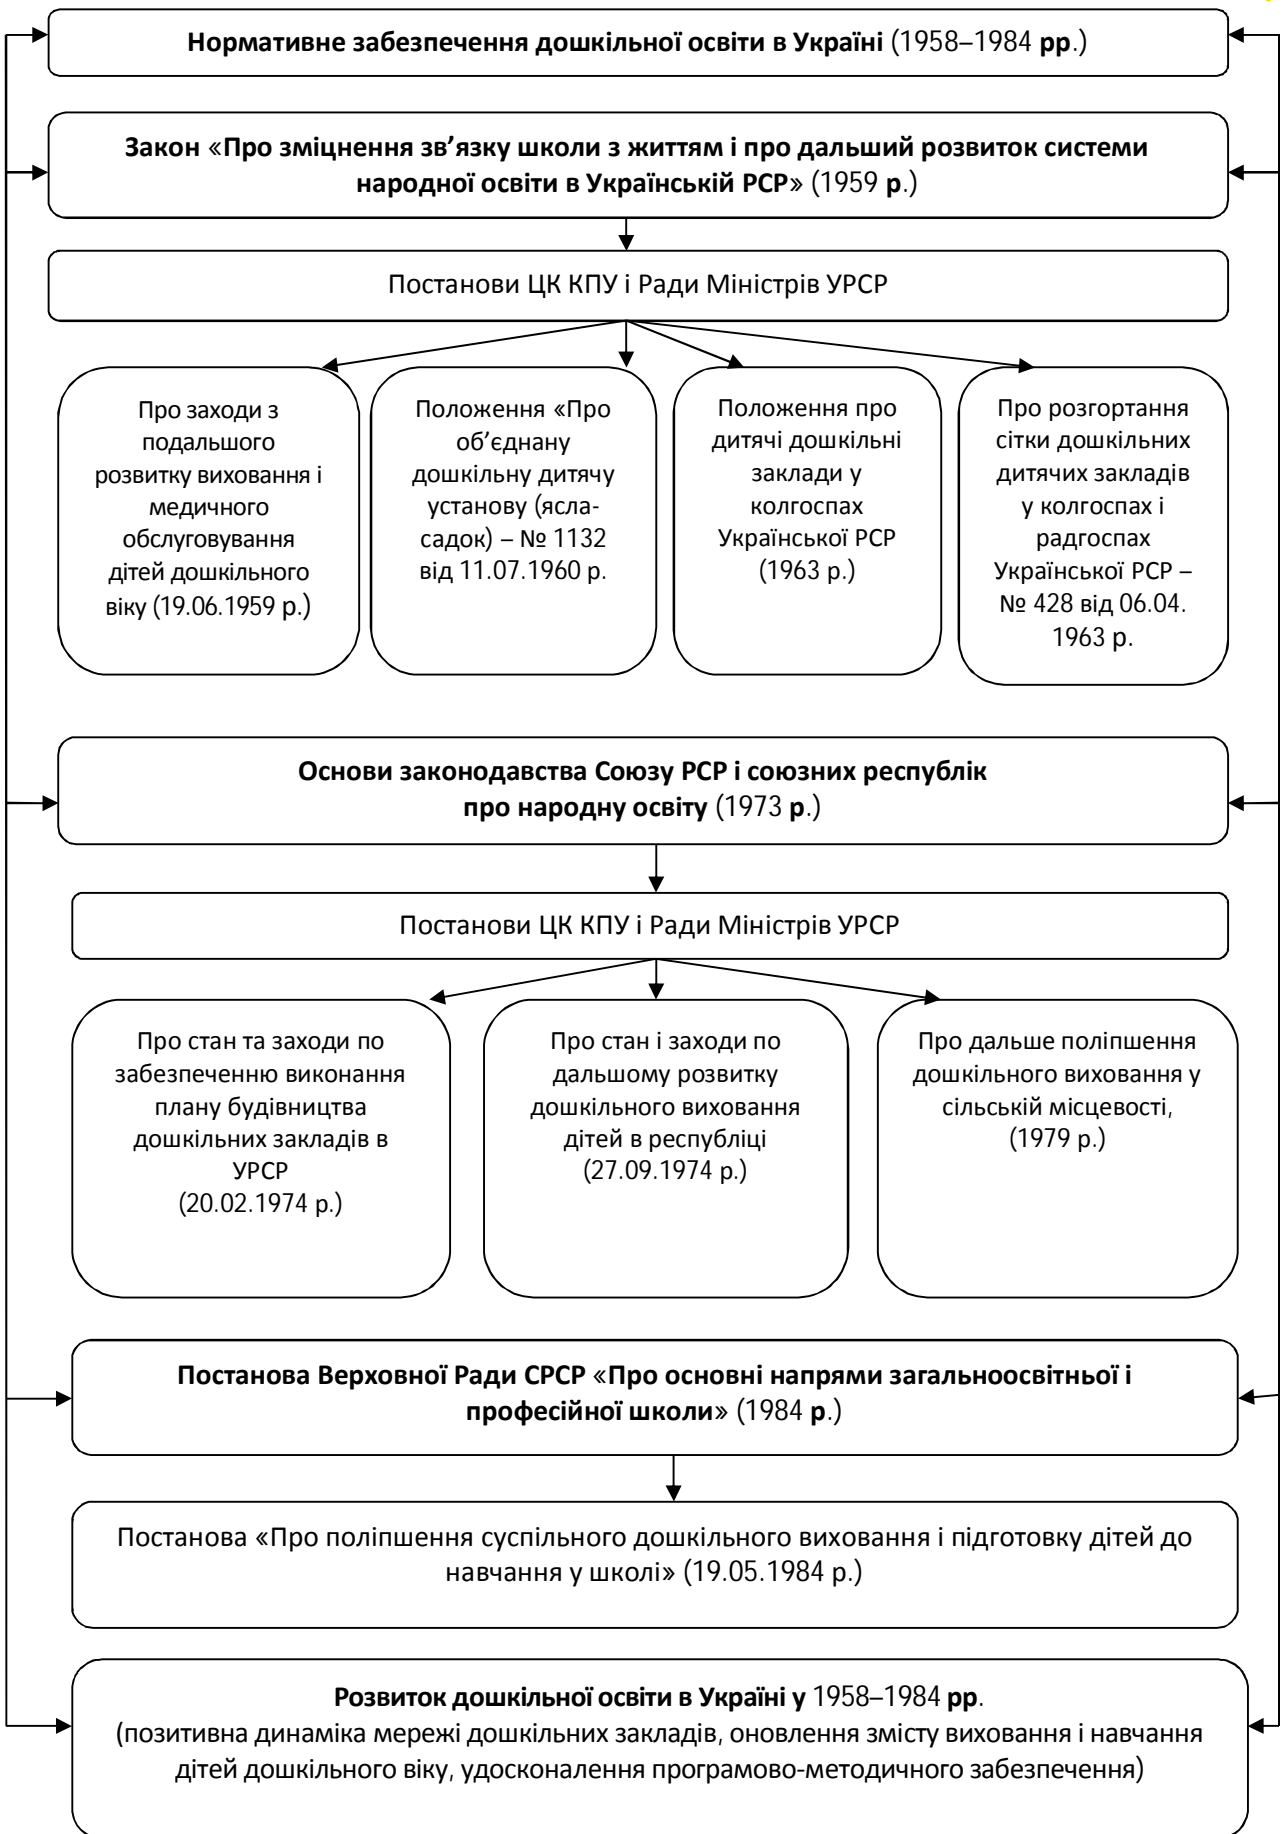 Нормативне забезпечення дошкільної освіти в Україні (1958–1984 рр.)
Закон «Про зміцнення зв’язку школи з життям і про дальший розвиток системи
народної освіти в Українській РСР» (1959 р.)
Постанови ЦК КПУ і Ради Міністрів УРСР
Про заходи з
подальшого
розвитку виховання і
медичного
обслуговування
дітей дошкільного
віку (19.06.1959 р.)
Положення «Про
об’єднану
дошкільну дитячу
установу (ясла-
садок) – № 1132
від 11.07.1960 р.
Положення про
дитячі дошкільні
заклади у
колгоспах
Української РСР
(1963 р.)
Про розгортання
сітки дошкільних
дитячих закладів
у колгоспах і
радгоспах
Української РСР –
№ 428 від 06.04.
1963 р.
Основи законодавства Союзу РСР і союзних республік
про народну освіту (1973 р.)
Постанови ЦК КПУ і Ради Міністрів УРСР
Про стан та заходи по
забезпеченню виконання
плану будівництва
дошкільних закладів в
УРСР
(20.02.1974 р.)
Про стан і заходи по
дальшому розвитку
дошкільного виховання
дітей в республіці
(27.09.1974 р.)
Про дальше поліпшення
дошкільного виховання у
сільській місцевості,
(1979 р.)
Постанова Верховної Ради СРСР «Про основні напрями загальноосвітньої і
професійної школи» (1984 р.)
Постанова «Про поліпшення суспільного дошкільного виховання і підготовку дітей до
навчання у школі» (19.05.1984 р.)
Розвиток дошкільної освіти в Україні у 1958–1984 рр.
(позитивна динаміка мережі дошкільних закладів, оновлення змісту виховання і навчання
дітей дошкільного віку, удосконалення програмово-методичного забезпечення)